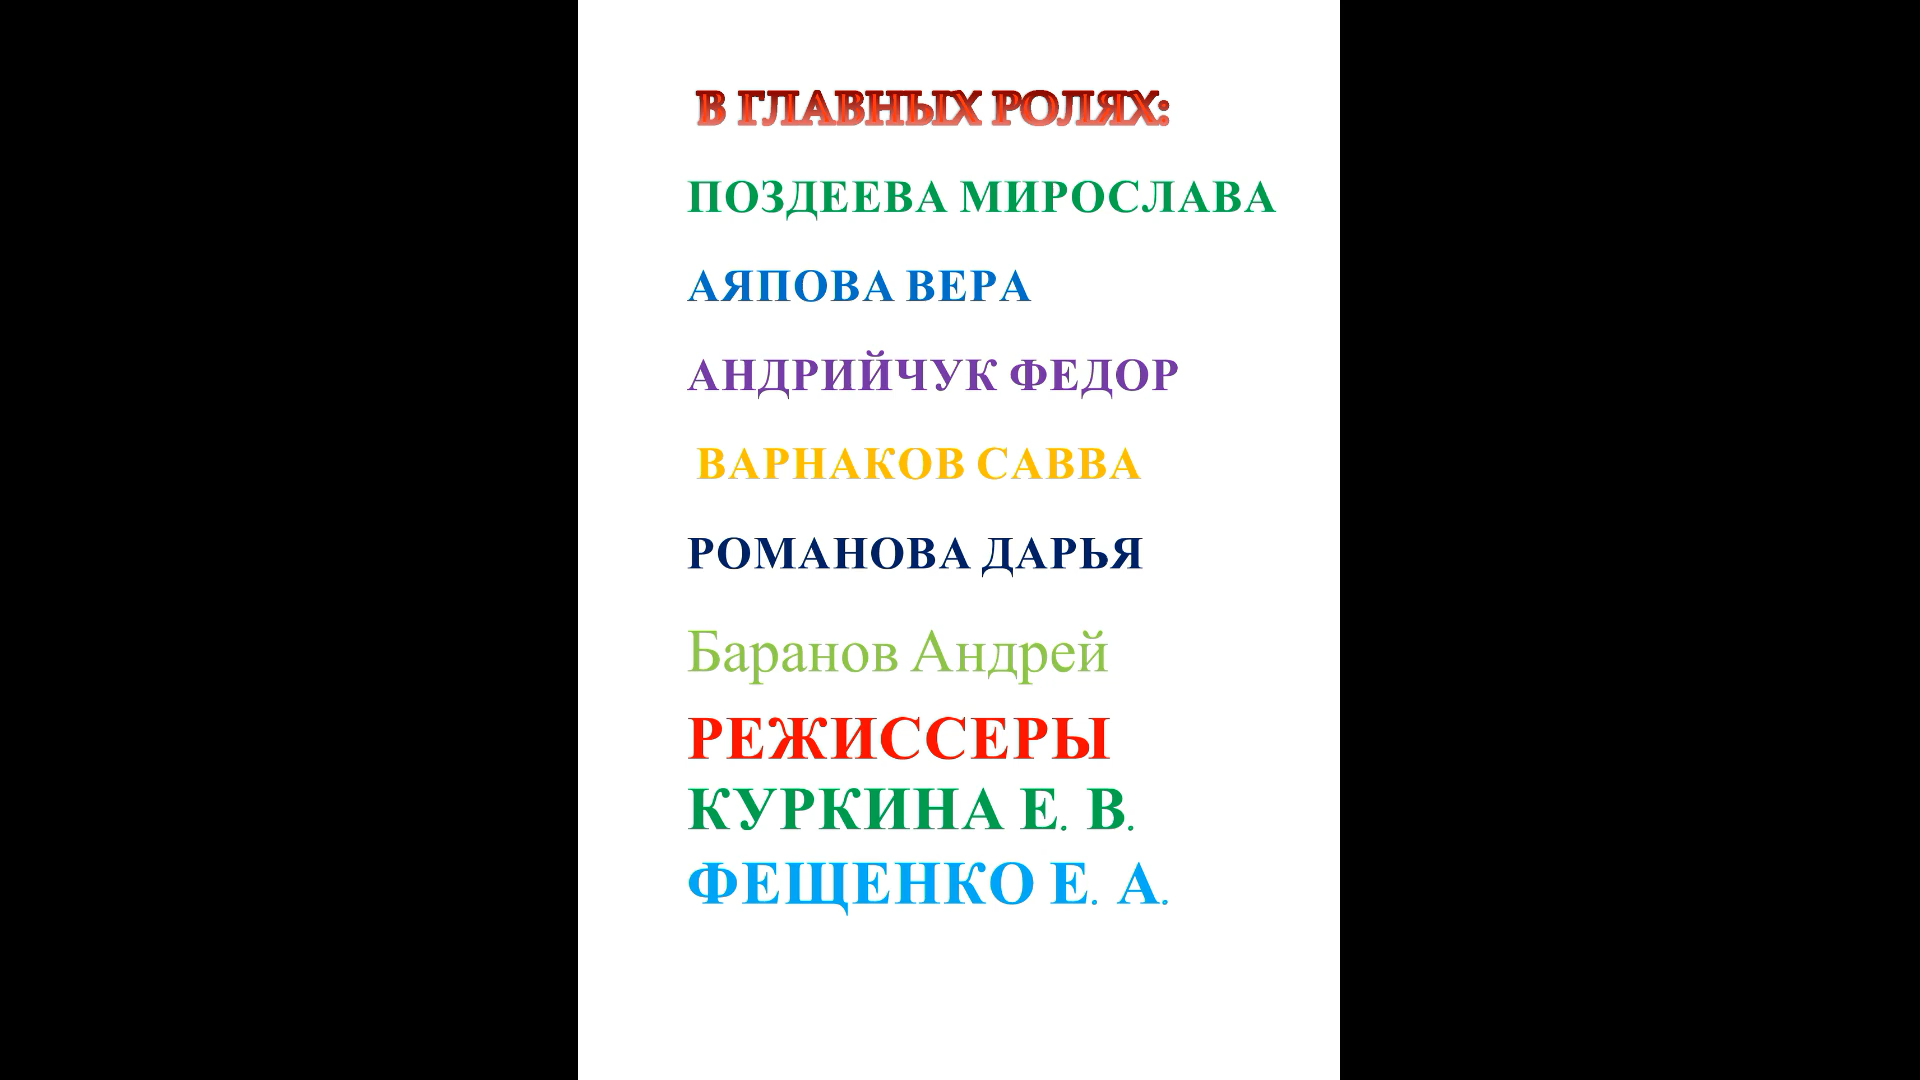 В ГЛАВНЫХ РОЛЯХ:
ПОЗДЕЕВА МИРОСЛАВА
АЯПОВА ВЕРА
АНДРИЙЧУК ФЕДОР
ВАРНАКОВ САВВА
РОМАНОВА ДАРЬЯ
Баранов Андрей
РЕЖИССЕРЫ
КУРКИНА Е. В.
ФЕЩЕНКО Е. А.